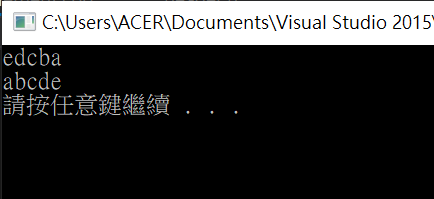 C:\Users\ACER\Documents\Visual Studio 2015\
edcba
abcde
請按任意鍵繼續 . . .